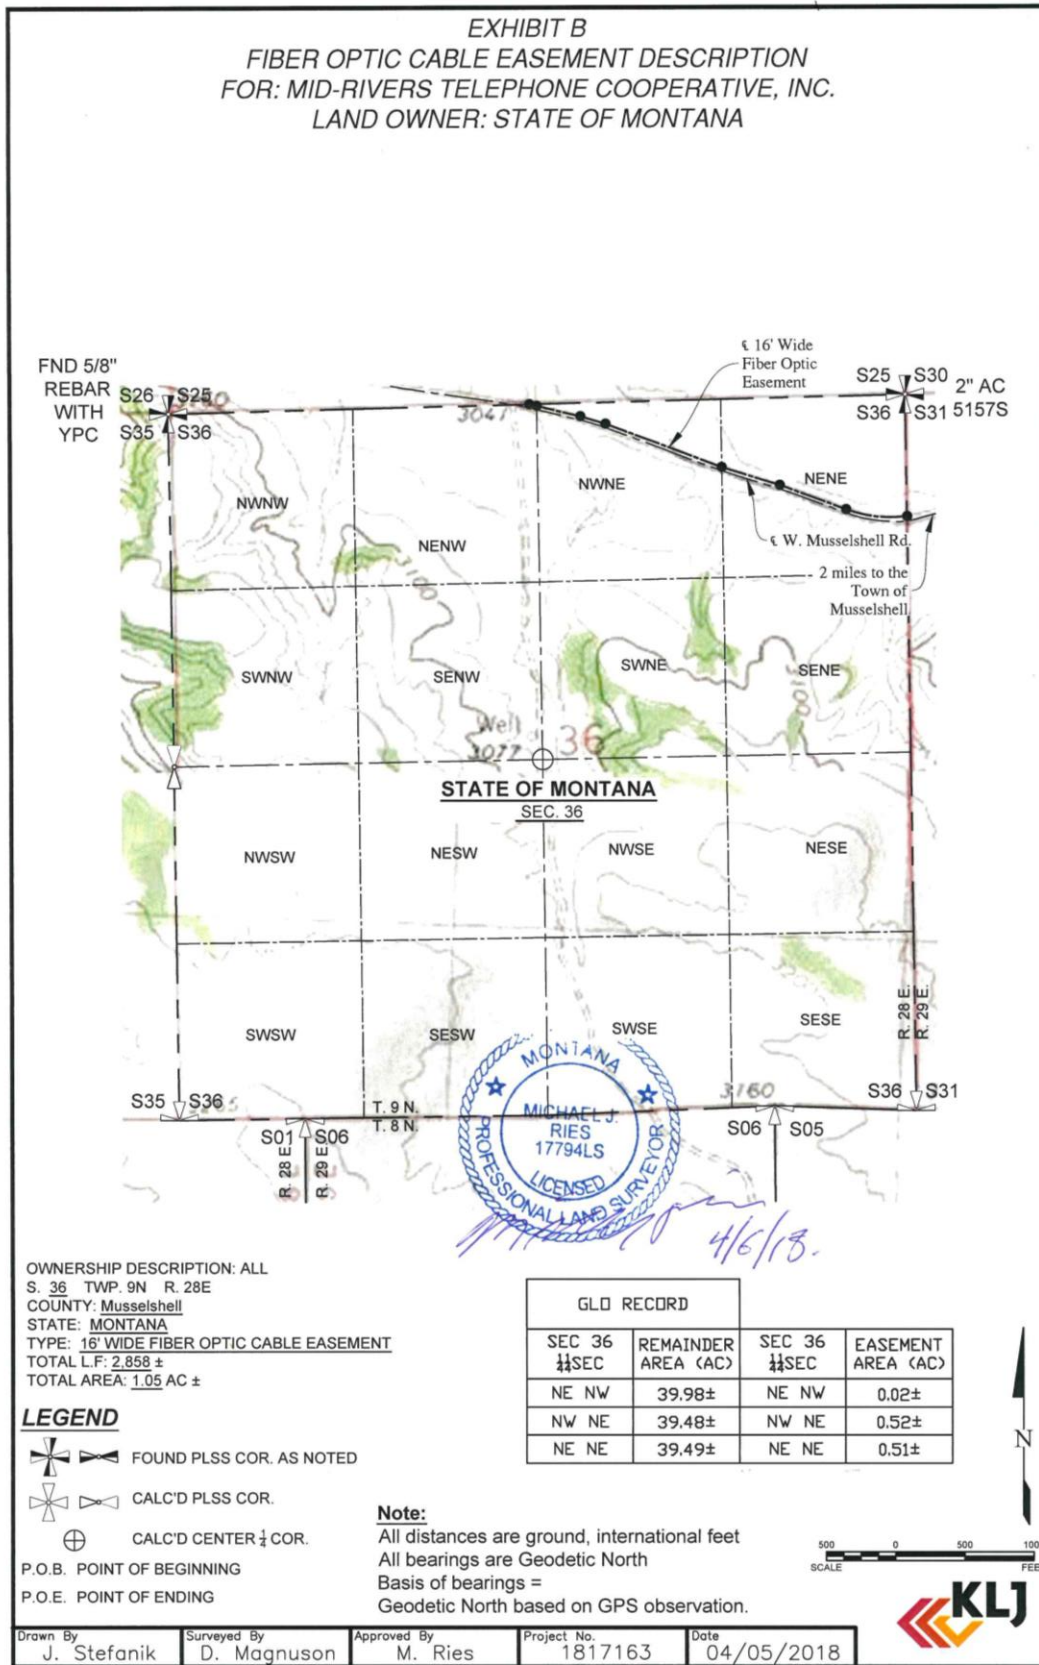 EXHIBIT B
FIBER OPTIC CABLE EASEMENT DESCRIPTION
FOR: MID-RIVERS TELEPHONE COOPERATIVE, INC.
LAND OWNER: STATE OF MONTANA
FND 5/8"
REBAR
WITH
YPC
S26 S25
S35 S36
3041
℄ 16' Wide
Fiber Optic
Easement
S25 S30
S36 S31
2" AC
5157S
NWNW
NENW
NWNE
NENE
℄ W. Musselshell Rd.
2 miles to the
Town of
Musselshell
3100
SWNW
SENW
SWNE
SENE
3100
Well
3077
36
STATE OF MONTANA
SEC. 36
NWSW
NESW
NWSE
NESE
SWSW
SESW
SWSE
SESE
R. 28 E.
R. 29 E.
S35 S36
T. 9 N.
T. 8 N.
3160
S36 S31
S01 S06
R. 28 E.
R. 29 E.
S06 S05
MONTANA
MICHAEL J.
RIES
17794LS
LICENSED
PROFESSIONAL LAND SURVEYOR
4/6/18.
OWNERSHIP DESCRIPTION: ALL
S. 36 TWP. 9N R. 28E
COUNTY: Musselshell
STATE: MONTANA
TYPE: 16' WIDE FIBER OPTIC CABLE EASEMENT
TOTAL L.F: 2,858 ±
TOTAL AREA: 1.05 AC ±
GLO RECORD
SEC 36 REMAINDER SEC 36 EASEMENT
¼¼SEC AREA (AC) ¼¼SEC AREA (AC)
NE NW 39.98± NE NW 0.02±
NW NE 39.48± NW NE 0.52±
NE NE 39.49± NE NE 0.51±
LEGEND
FOUND PLSS COR. AS NOTED
CALC'D PLSS COR.
CALC'D CENTER ¼ COR.
P.O.B. POINT OF BEGINNING
P.O.E. POINT OF ENDING
Note:
All distances are ground, international feet
All bearings are Geodetic North
Basis of bearings =
Geodetic North based on GPS observation.
N
500 0 500 100
SCALE FEE
KLJ
Drawn By Surveyed By Approved By Project No. Date
J. Stefanik D. Magnuson M. Ries 1817163 04/05/2018